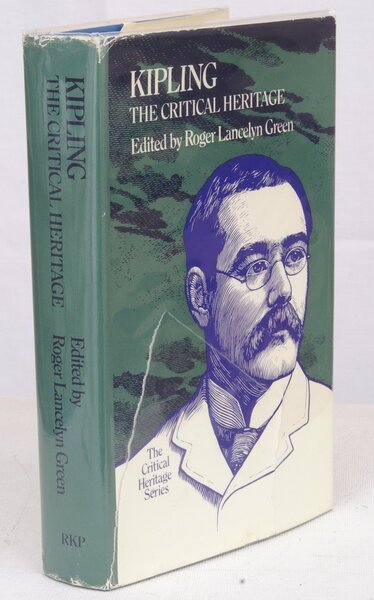 KIPLING
THE CRITICAL HERITAGE
Edited by Roger Lancelyn Green
The
Critical
Heritage
Series
KIPLING
THE CRITICAL HERITAGE
Edited by
Roger Lancelyn Green
RKP